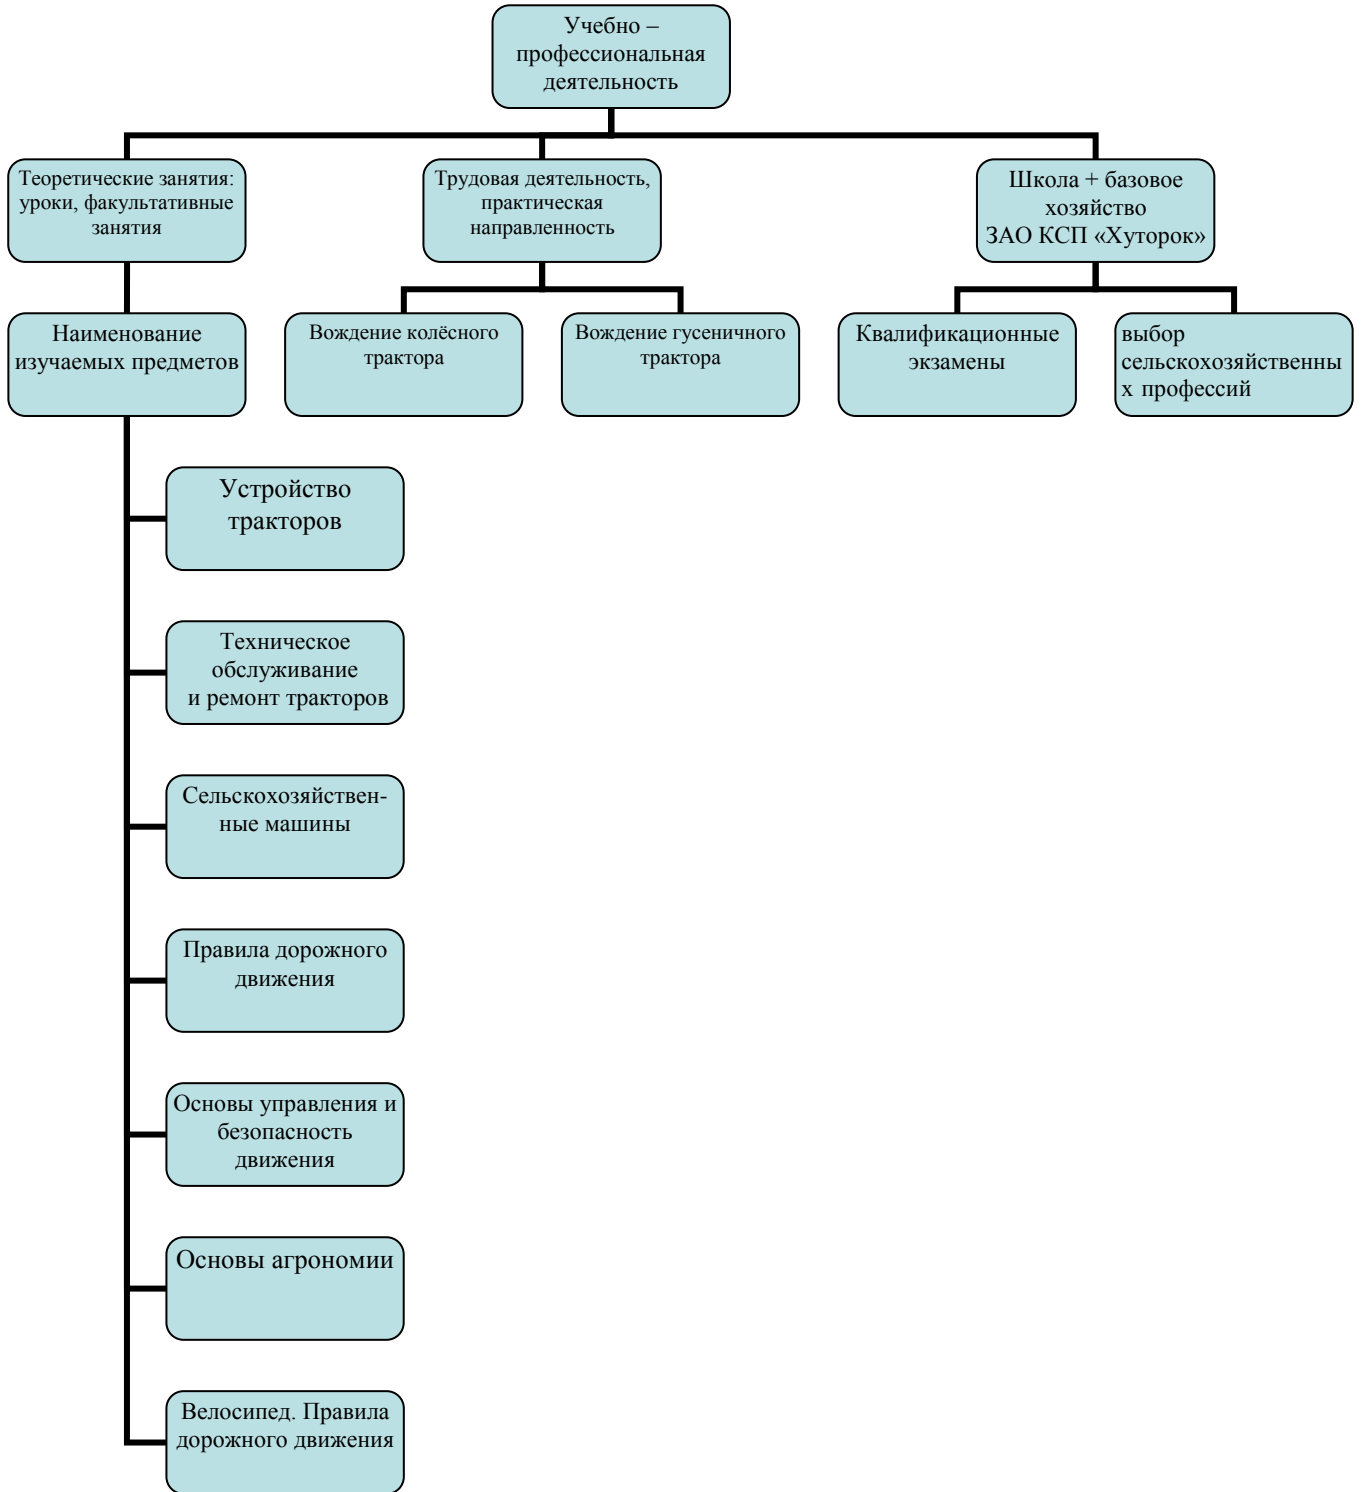 Учебно –
профессиональная
деятельность
Теоретические занятия:
уроки, факультативные
занятия
Трудовая деятельность,
практическая
направленность
Школа + базовое
хозяйство
ЗАО КСП «Хуторок»
Наименование
изучаемых предметов
Вождение колёсного
трактора
Вождение гусеничного
трактора
Квалификационные
экзамены
выбор
сельскохозяйственны
х профессий
Устройство
тракторов
Техническое
обслуживание
и ремонт тракторов
Сельскохозяйствен-
ные машины
Правила дорожного
движения
Основы управления и
безопасность
движения
Основы агрономии
Велосипед. Правила
дорожного движения